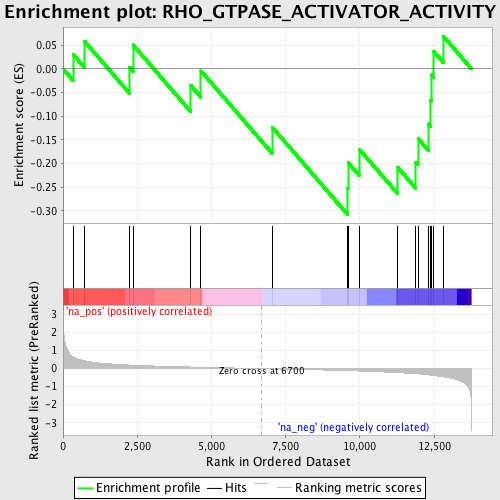 Enrichment plot: RHO_GTPASE_ACTIVATOR_ACTIVITY
Enrichment score (ES)
0.05
0.00
-0.05
-0.10
-0.15
-0.20
-0.25
-0.30
'na_pos' (positively correlated)
Ranked list metric (PreRanked)
3
2
1
0
-1
-2
-3
Zero cross at 6700
'na_neg' (negatively correlated)
0
2,500
5,000
7,500
10,000
12,500
Rank in Ordered Dataset
Enrichment profile
Hits
Ranking metric scores